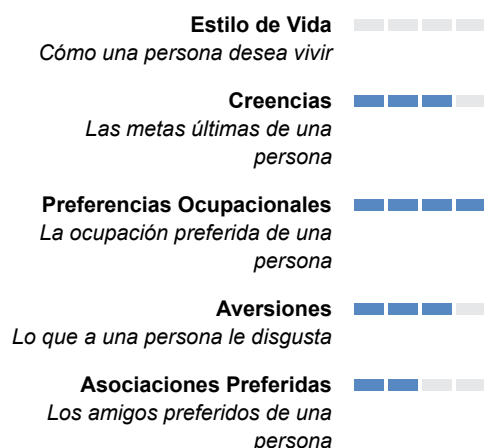 Estilo de Vida
Cómo una persona desea vivir
Creencias
Las metas últimas de una
persona
Preferencias Ocupacionales
La ocupación preferida de una
persona
Aversiones
Lo que a una persona le disgusta
Asociaciones Preferidas
Los amigos preferidos de una
persona